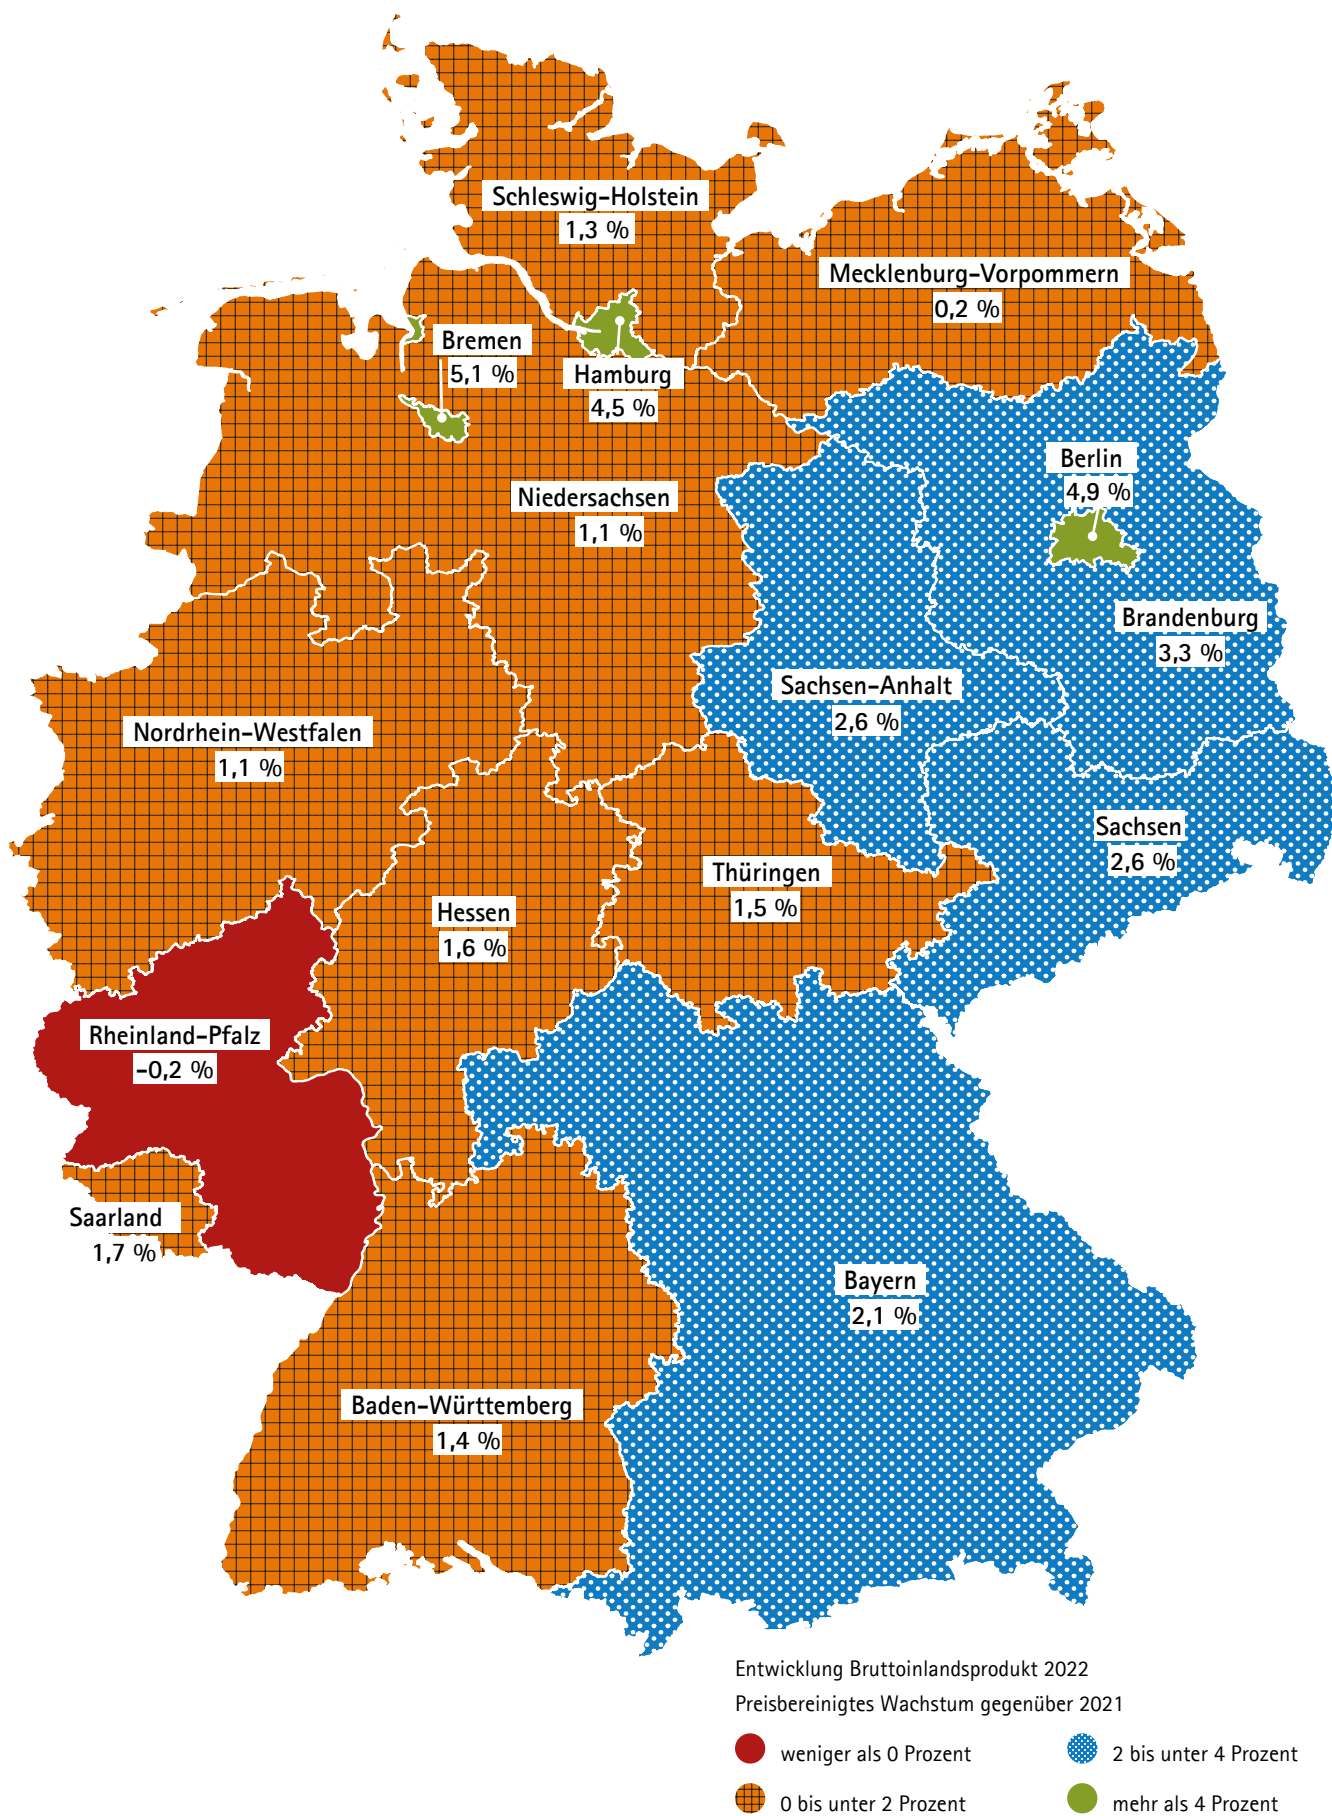 Schleswig-Holstein
1,3 %
Mecklenburg-Vorpommern
0,2 %
Bremen
5,1 %
Hamburg
4,5 %
Berlin
4,9 %
Niedersachsen
1,1 %
Brandenburg
3,3 %
Sachsen-Anhalt
2,6 %
Nordrhein-Westfalen
1,1 %
Sachsen
2,6 %
Thüringen
1,5 %
Hessen
1,6 %
Rheinland-Pfalz
-0,2 %
Saarland
1,7 %
Bayern
2,1 %
Baden-Württemberg
1,4 %
Entwicklung Bruttoinlandsprodukt 2022
Preisbereinigtes Wachstum gegenüber 2021
weniger als 0 Prozent
2 bis unter 4 Prozent
0 bis unter 2 Prozent
mehr als 4 Prozent